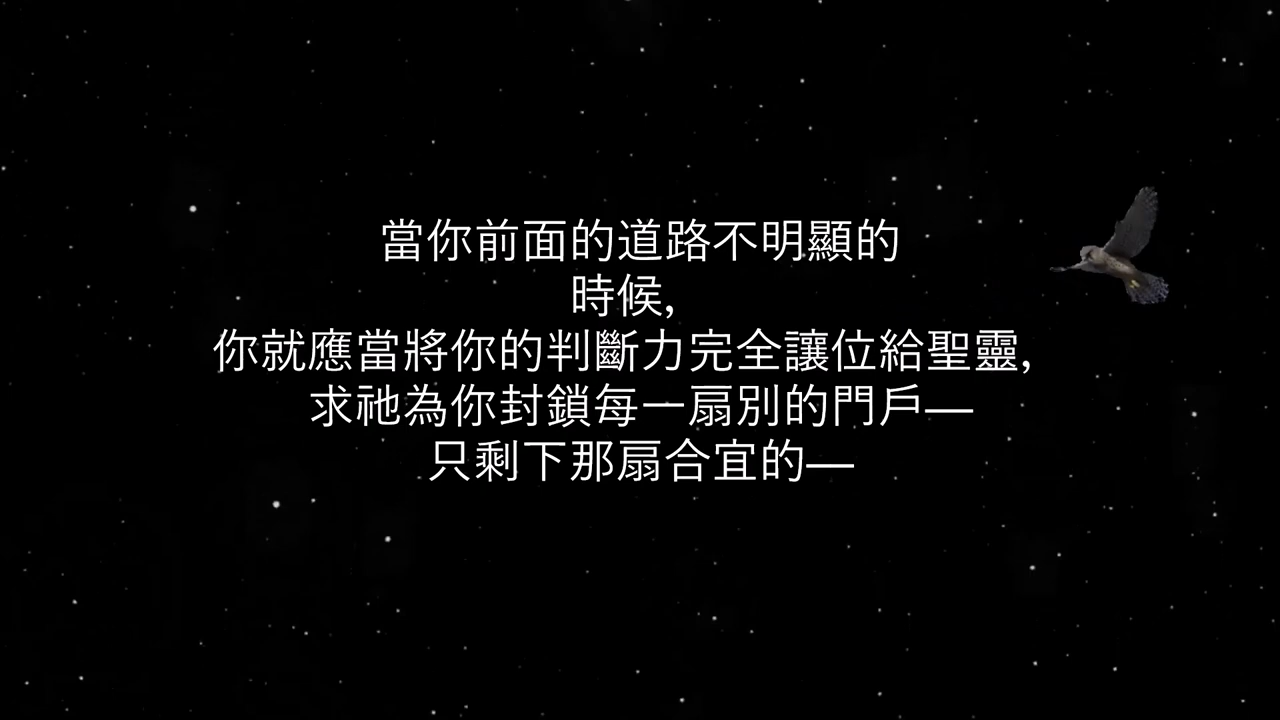 當你前面的道路不明顯的
時候,
你就應當將你的判斷力完全讓位給聖靈,
求祂為你封鎖每一扇別的門戶—
只剩下那扇合宜的—